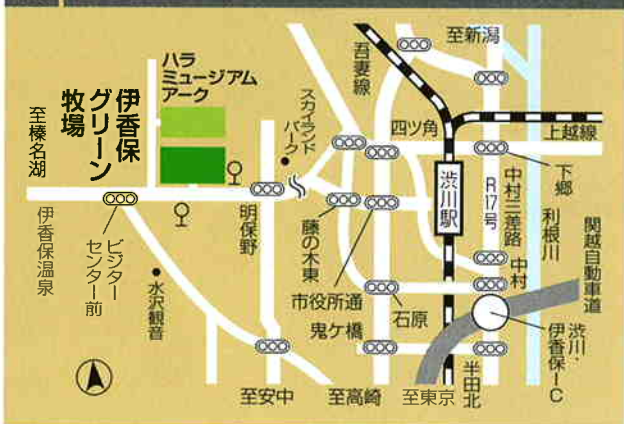 至新潟
吾妻線
ハラ
ミュージアム
アーク
スカイランド
パーク
四ツ角
上越線
伊香保
グリーン
牧場
至榛名湖
伊香保温泉
ビジター
センター前
水沢観音
明保野
藤の木東
市役所通
石原
鬼ケ橋
渋川駅
R17号
中村三差路
中村
下郷
利根川
関越自動車道
渋川・
伊香保IC
半田北
至安中
至高崎
至東京